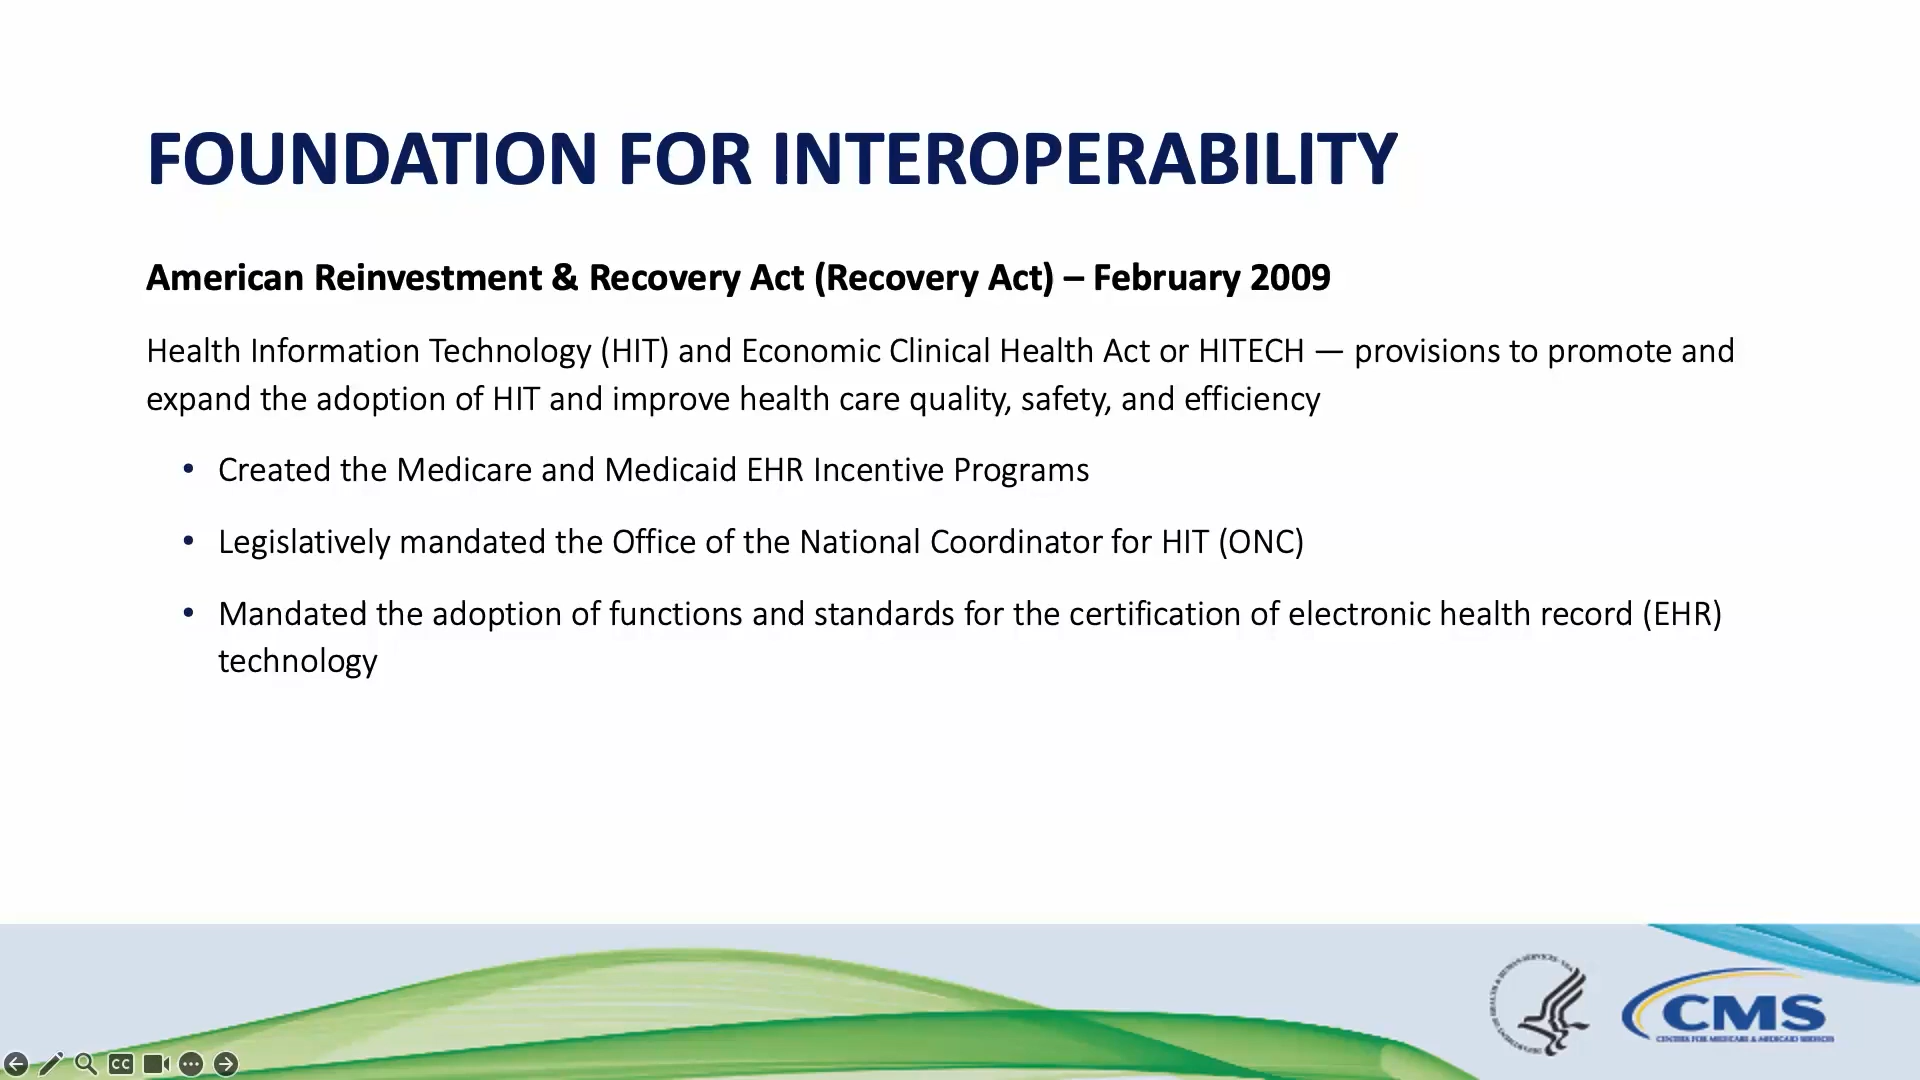 FOUNDATION FOR INTEROPERABILITY
American Reinvestment & Recovery Act (Recovery Act) – February 2009
Health Information Technology (HIT) and Economic Clinical Health Act or HITECH — provisions to promote and
expand the adoption of HIT and improve health care quality, safety, and efficiency
• Created the Medicare and Medicaid EHR Incentive Programs
• Legislatively mandated the Office of the National Coordinator for HIT (ONC)
• Mandated the adoption of functions and standards for the certification of electronic health record (EHR)
technology
CMS
CENTERS FOR MEDICARE & MEDICAID SERVICES
CC